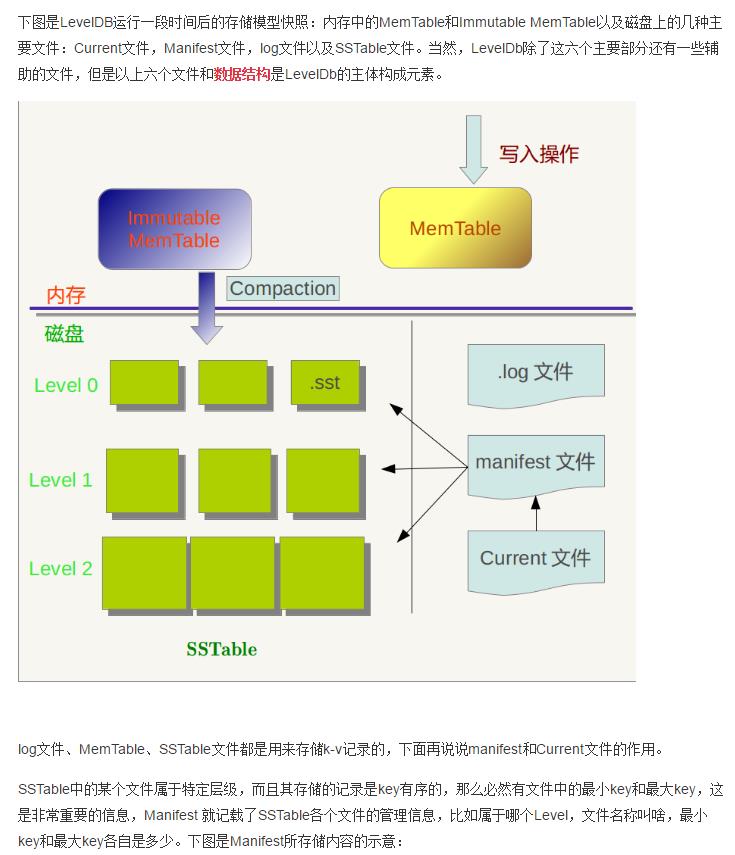 下图是LevelDB运行一段时间后的存储模型快照：内存中的MemTable和Immutable MemTable以及磁盘上的几种主
要文件：Current文件，Manifest文件，log文件以及SSTable文件。当然，LevelDb除了这六个主要部分还有一些辅
助的文件，但是以上六个文件和数据结构是LevelDb的主体构成元素。
写入操作
Immutable
MemTable
MemTable
Compaction
内存
磁盘
Level 0
.sst
.log 文件
Level 1
manifest 文件
Level 2
Current 文件
SSTable
log文件、MemTable、SSTable文件都是用来存储k-v记录的，下面再说说manifest和Current文件的作用。
SSTable中的某个文件属于特定层级，而且其存储的记录是key有序的，那么必然有文件中的最小key和最大key，这
是非常重要的信息，Manifest 就记载了SSTable各个文件的管理信息，比如属于哪个Level，文件名称叫啥，最小
key和最大key各自是多少。下图是Manifest所存储内容的示意：